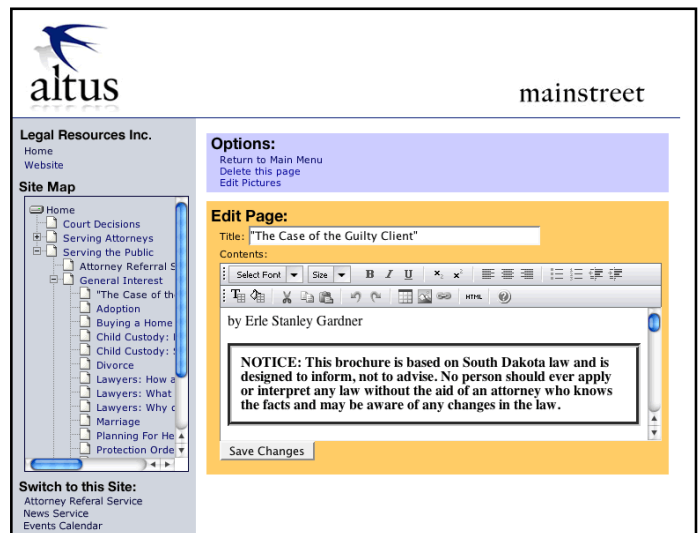 altus
mainstreet
Legal Resources Inc.
Home
Website
Site Map
Home
Court Decisions
Serving Attorneys
Serving the Public
Attorney Referral S
General Interest
"The Case of th
Adoption
Buying a Home
Child Custody:
Child Custody:
Divorce
Lawyers: How a
Lawyers: What
Lawyers: Why
Marriage
Planning For He
Protection Orde
Switch to this Site:
Attorney Referal Service
News Service
Events Calendar
Options:
Return to Main Menu
Delete this page
Edit Pictures
Edit Page:
Title: "The Case of the Guilty Client"
Contents:
Select Font Size B I U x, x'
HTML ?
by Erle Stanley Gardner
NOTICE: This brochure is based on South Dakota law and is
designed to inform, not to advise. No person should ever apply
or interpret any law without the aid of an attorney who knows
the facts and may be aware of any changes in the law.
Save Changes